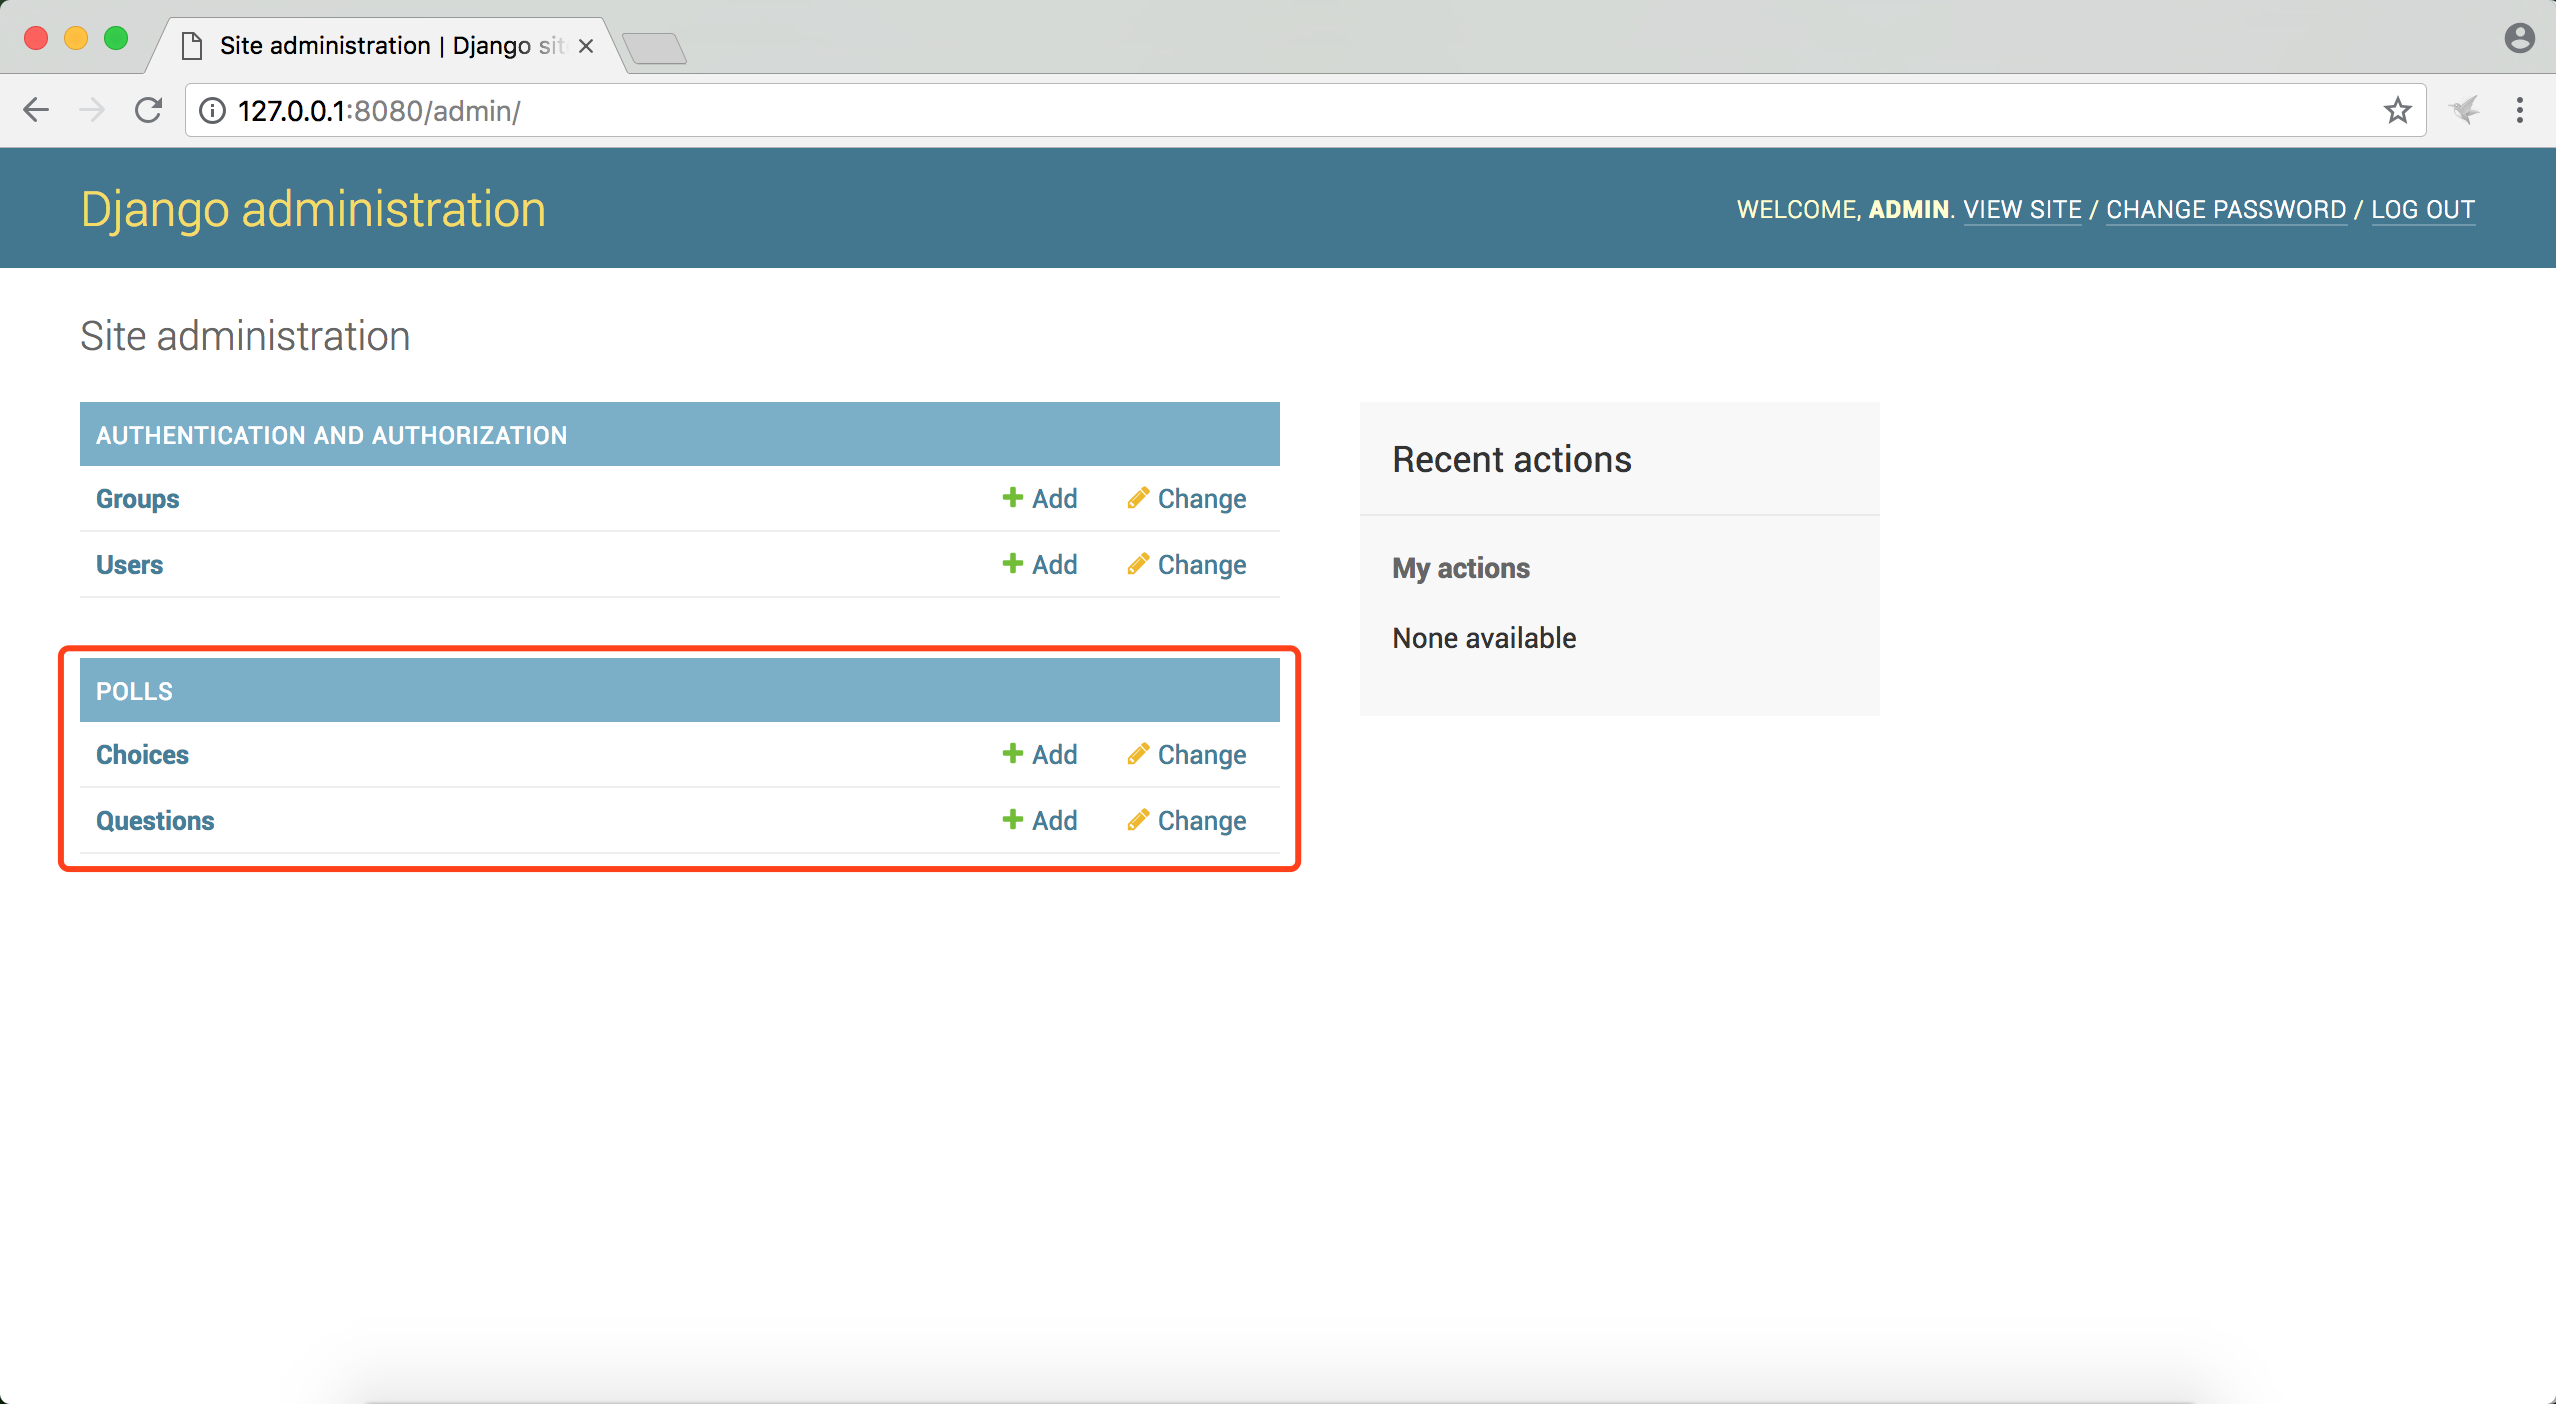 Site administration | Django sit
127.0.0.1:8080/admin/
Django administration
WELCOME, ADMIN. VIEW SITE / CHANGE PASSWORD / LOG OUT
Site administration
AUTHENTICATION AND AUTHORIZATION
Groups Add Change
Users Add Change
POLLS
Choices Add Change
Questions Add Change
Recent actions
My actions
None available